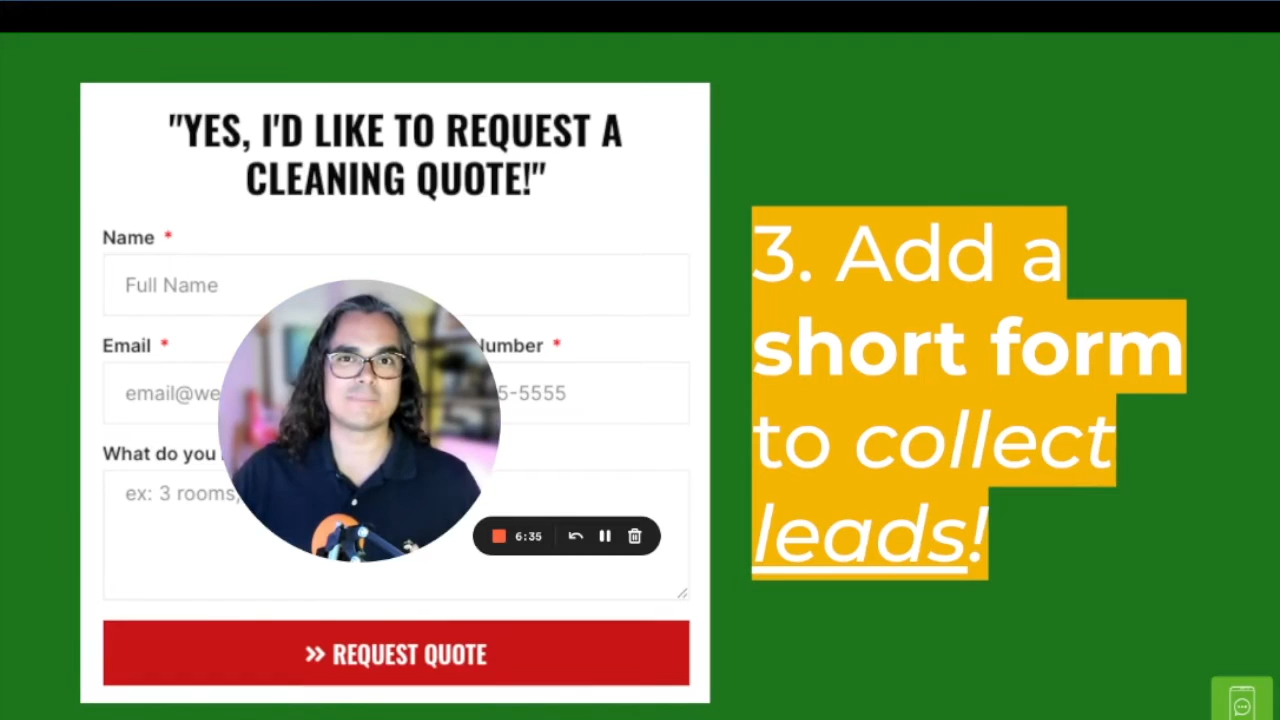 "YES, I'D LIKE TO REQUEST A
CLEANING QUOTE!"
Name *
Full Name
Email *
email@we
umber *
5-5555
What do you
ex: 3 rooms,
6:35
>> REQUEST QUOTE
3. Add a
short form
to collect
leads!